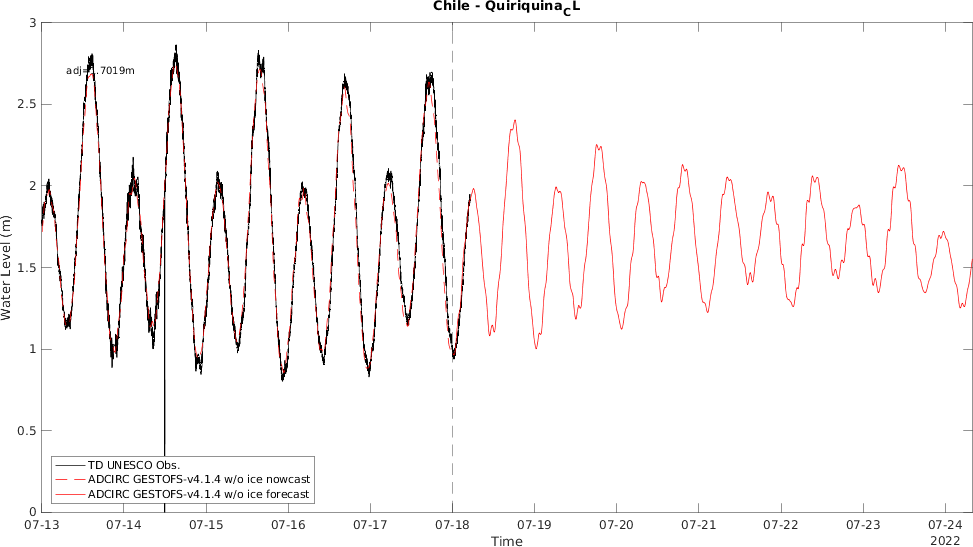 Chile - Quiriquina_CL
3
adj= .7019m
2.5
2
1.5
1
0.5
0
Water Level (m)
TD UNESCO Obs.
ADCIRC GESTOFS-v4.1.4 w/o ice nowcast
ADCIRC GESTOFS-v4.1.4 w/o ice forecast
07-13 07-14 07-15 07-16 07-17 07-18 07-19 07-20 07-21 07-22 07-23 07-24
Time
2022